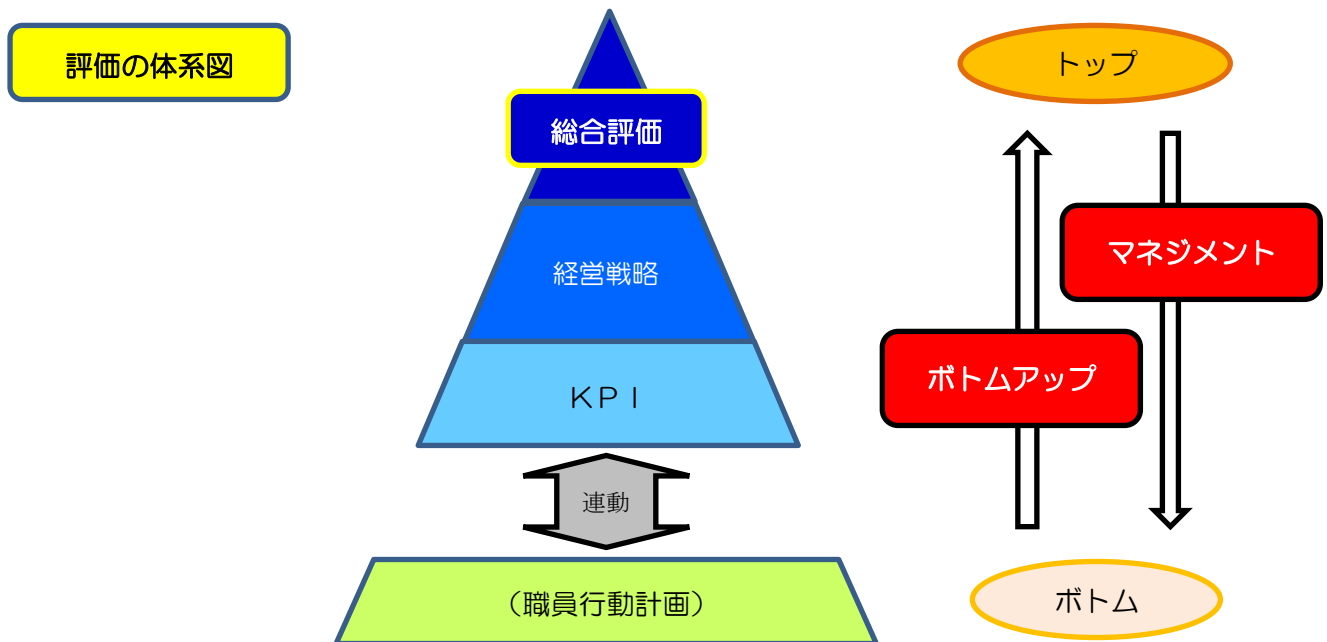 評価の体系図
トップ
総合評価
マネジメント
経営戦略
ボトムアップ
ＫＰＩ
連動
（職員行動計画）
ボトム